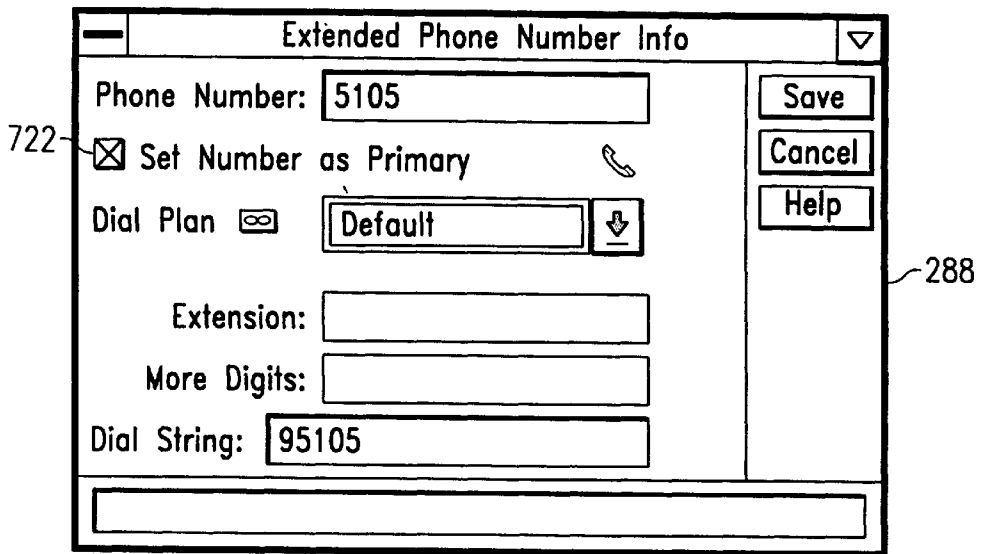 Extended Phone Number Info
Phone Number: 5105
Save
722
Set Number as Primary
Cancel
Dial Plan
Default
Help
288
Extension:
More Digits:
Dial String: 95105